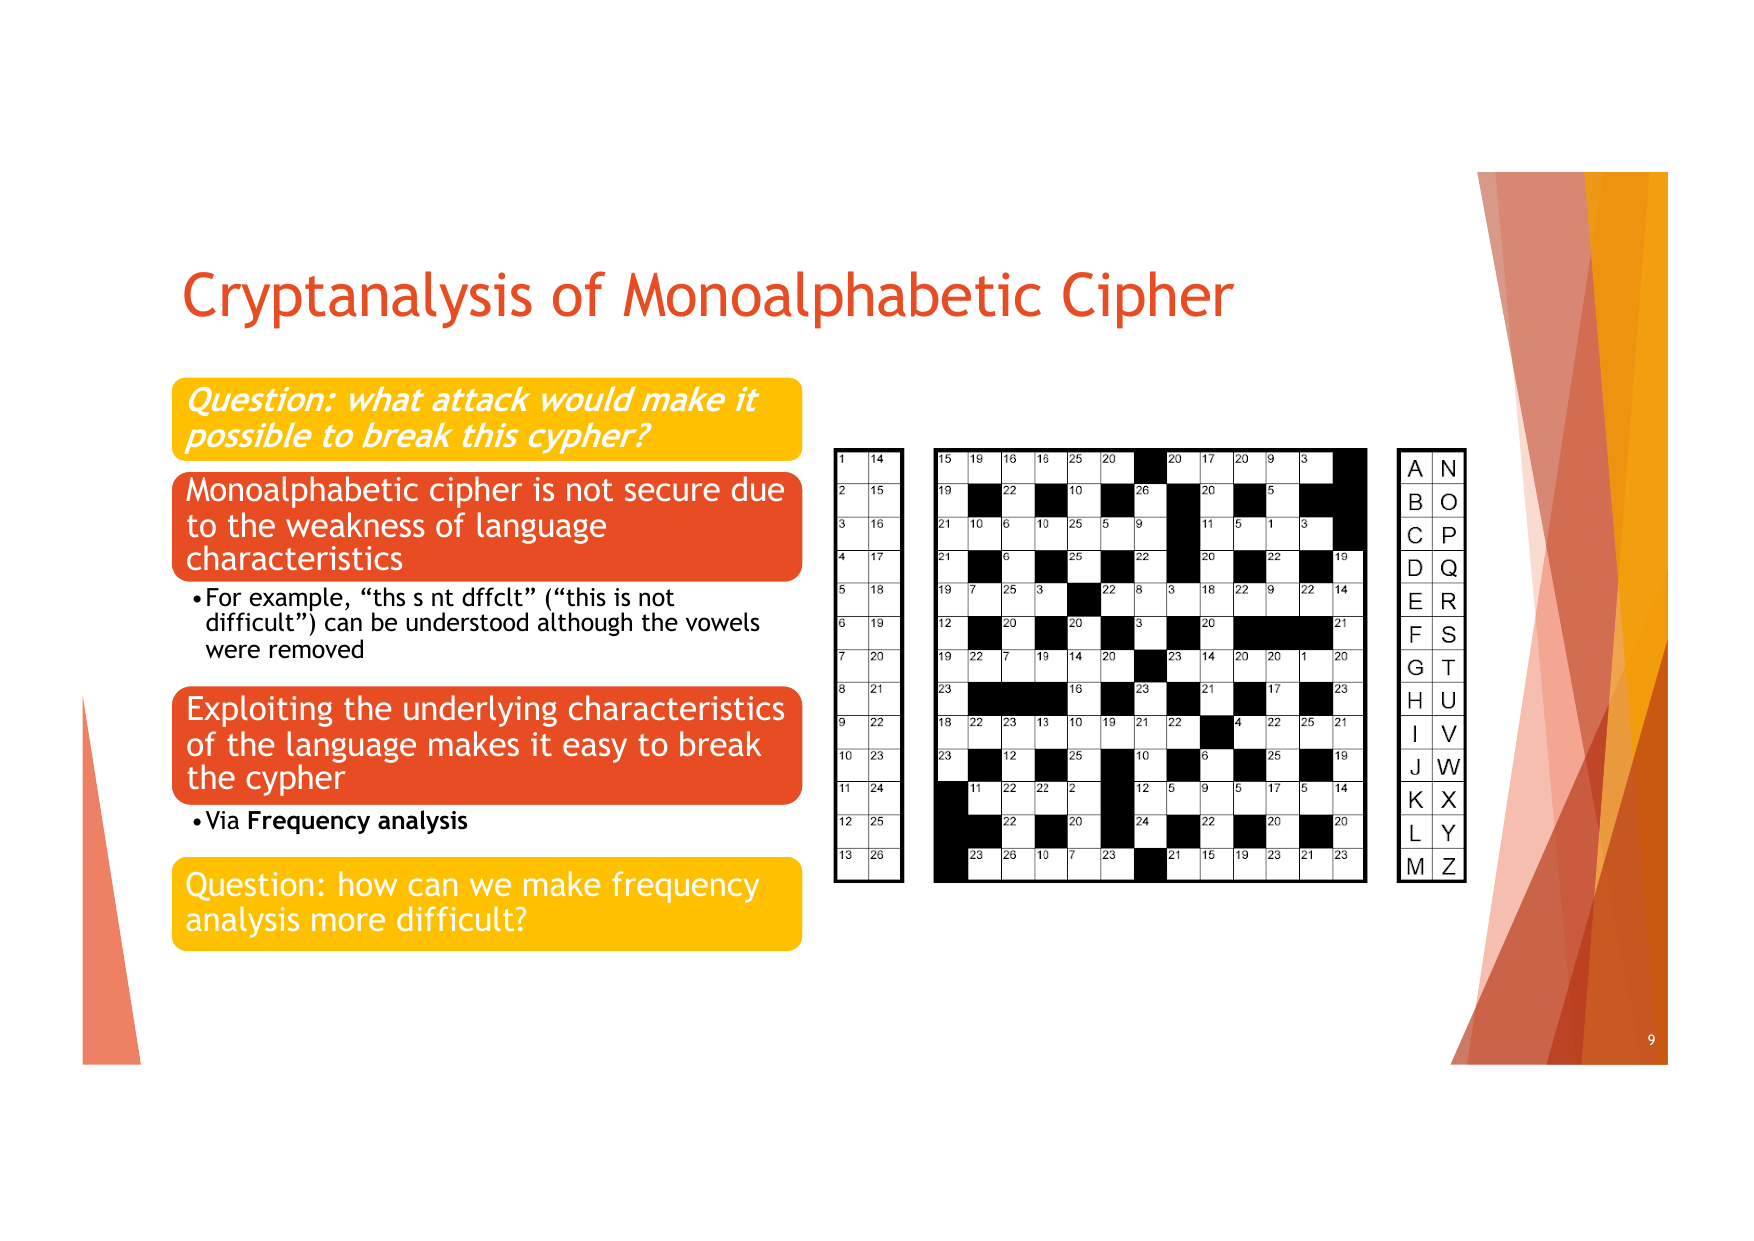 Cryptanalysis of Monoalphabetic Cipher
Question: what attack would make it
possible to break this cypher?
Monoalphabetic cipher is not secure due
to the weakness of language
characteristics
•For example, “ths s nt dffclt” (“this is not
difficult”) can be understood although the vowels
were removed
Exploiting the underlying characteristics
of the language makes it easy to break
the cypher
•Via Frequency analysis
Question: how can we make frequency
analysis more difficult?
1 14
2 15
3 16
4 17
5 18
6 19
7 20
8 21
9 22
10 23
11 24
12 25
13 26
15 19 16 16 25 20 20 17 20 9 3
19 22 10 26 20 5
21 10 6 10 25 5 9 11 5 1 3
21 6 25 22 20 22 19
19 7 25 3 22 8 3 18 22 9 22 14
12 20 20 3 20 21
19 22 7 19 14 20 23 14 20 20 1 20
23 16 23 21 17 23
18 22 23 13 10 19 21 22 4 22 25 21
23 12 25 10 6 25 19
11 22 22 2 12 5 9 5 17 5 14
22 20 24 22 20 20
23 26 10 7 23 21 15 19 23 21 23
A N
B O
C P
D Q
E R
F S
G T
H U
I V
J W
K X
L Y
M Z
9